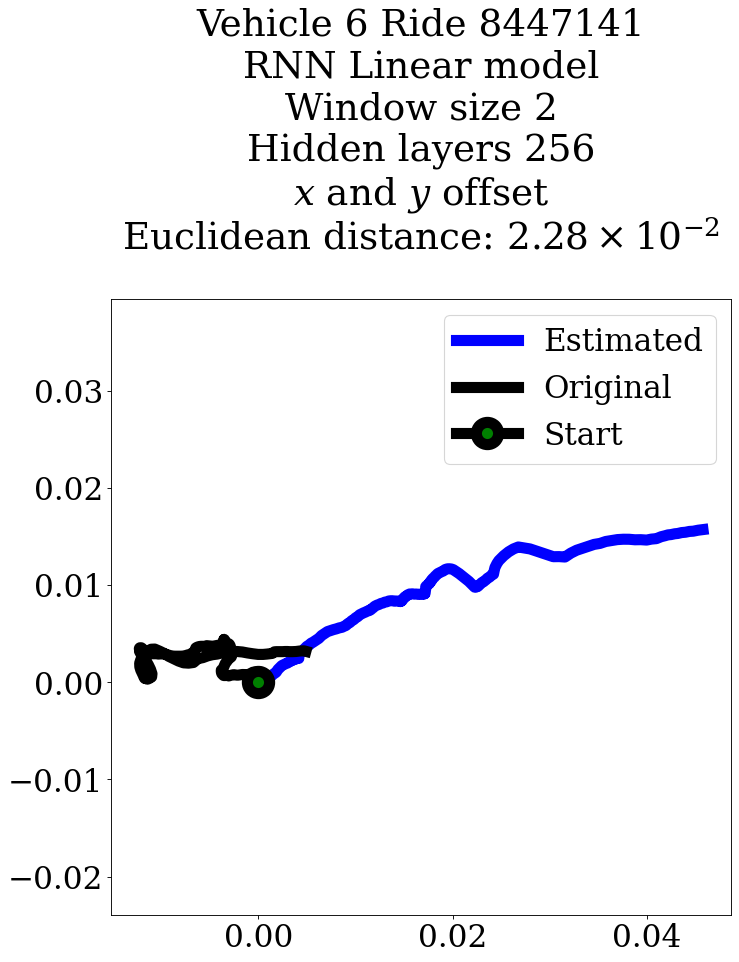 Vehicle 6 Ride 8447141
RNN Linear model
Window size 2
Hidden layers 256
x and y offset
Euclidean distance: 2.28 × 10⁻²
Estimated
Original
Start
0.03
0.02
0.01
0.00
−0.01
−0.02
0.00 0.02 0.04